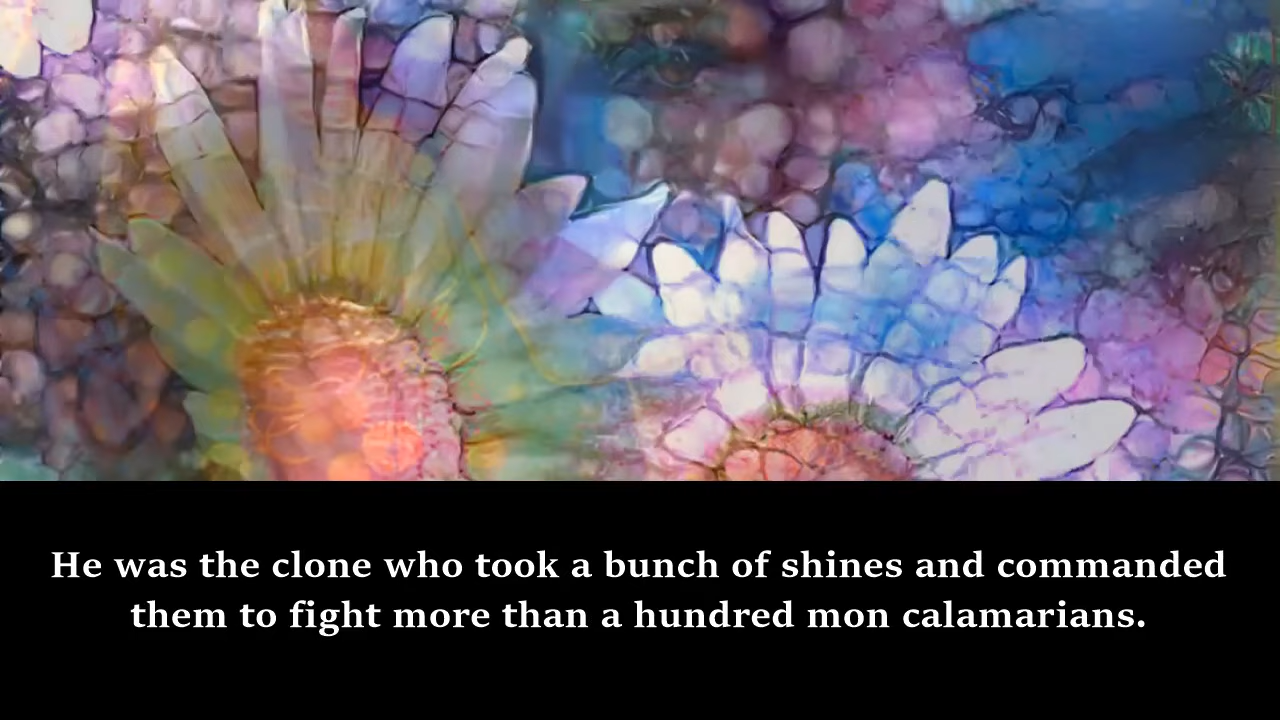 He was the clone who took a bunch of shines and commanded
them to fight more than a hundred mon calamarians.